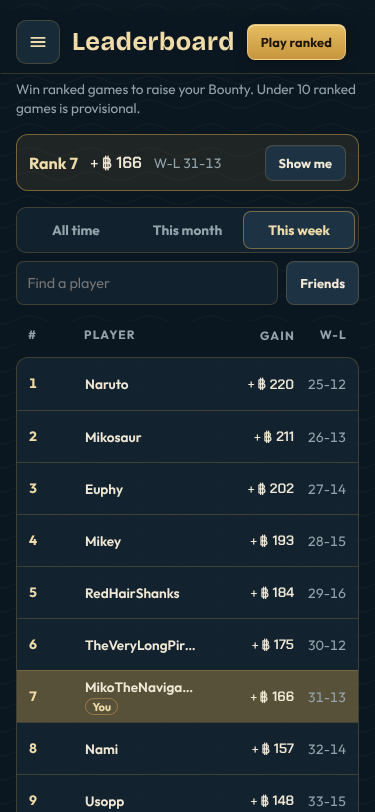 Leaderboard
Play ranked
Win ranked games to raise your Bounty. Under 10 ranked
games is provisional.
Rank 7 + ฿ 166 W-L 31-13 Show me
All time This month This week
Find a player Friends
# PLAYER GAIN W-L
1 Naruto + ฿ 220 25-12
2 Mikosaur + ฿ 211 26-13
3 Euphy + ฿ 202 27-14
4 Mikey + ฿ 193 28-15
5 RedHairShanks + ฿ 184 29-16
6 TheVeryLongPir... + ฿ 175 30-12
7 MikoTheNaviga... + ฿ 166 31-13
You
8 Nami + ฿ 157 32-14
9 Usopp + ฿ 148 33-15